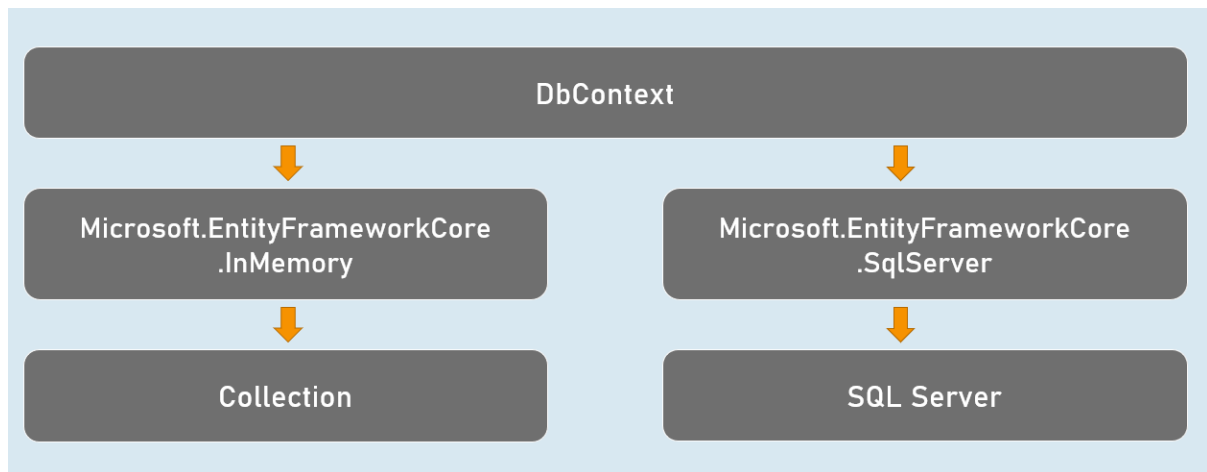 DbContext
Microsoft.EntityFrameworkCore
.InMemory
Microsoft.EntityFrameworkCore
.SqlServer
Collection
SQL Server